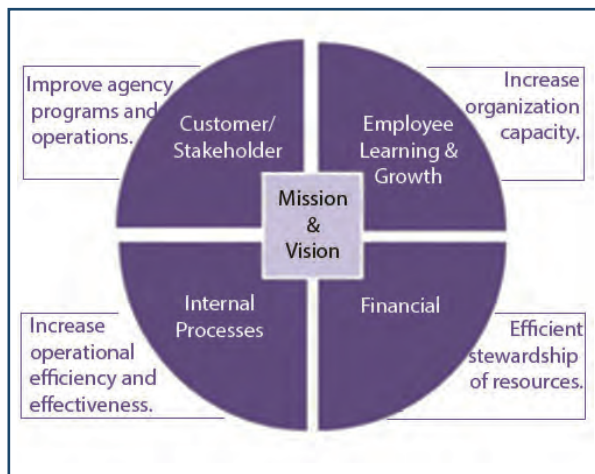 Improve agency
programs and
operations.
Customer/
Stakeholder
Employee
Learning &
Growth
Increase
organization
capacity.
Mission
&
Vision
Increase
operational
efficiency and
effectiveness.
Internal
Processes
Financial
Efficient
stewardship
of resources.